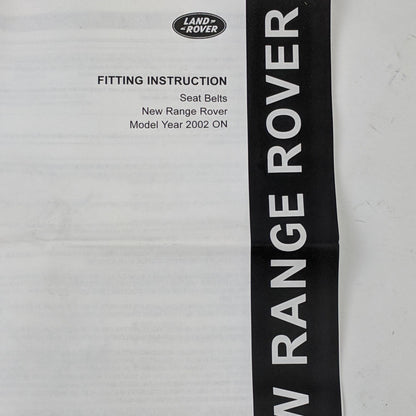 LAND
ROVER
FITTING INSTRUCTION
Seat Belts
New Range Rover
Model Year 2002 ON
W RANGE ROVER